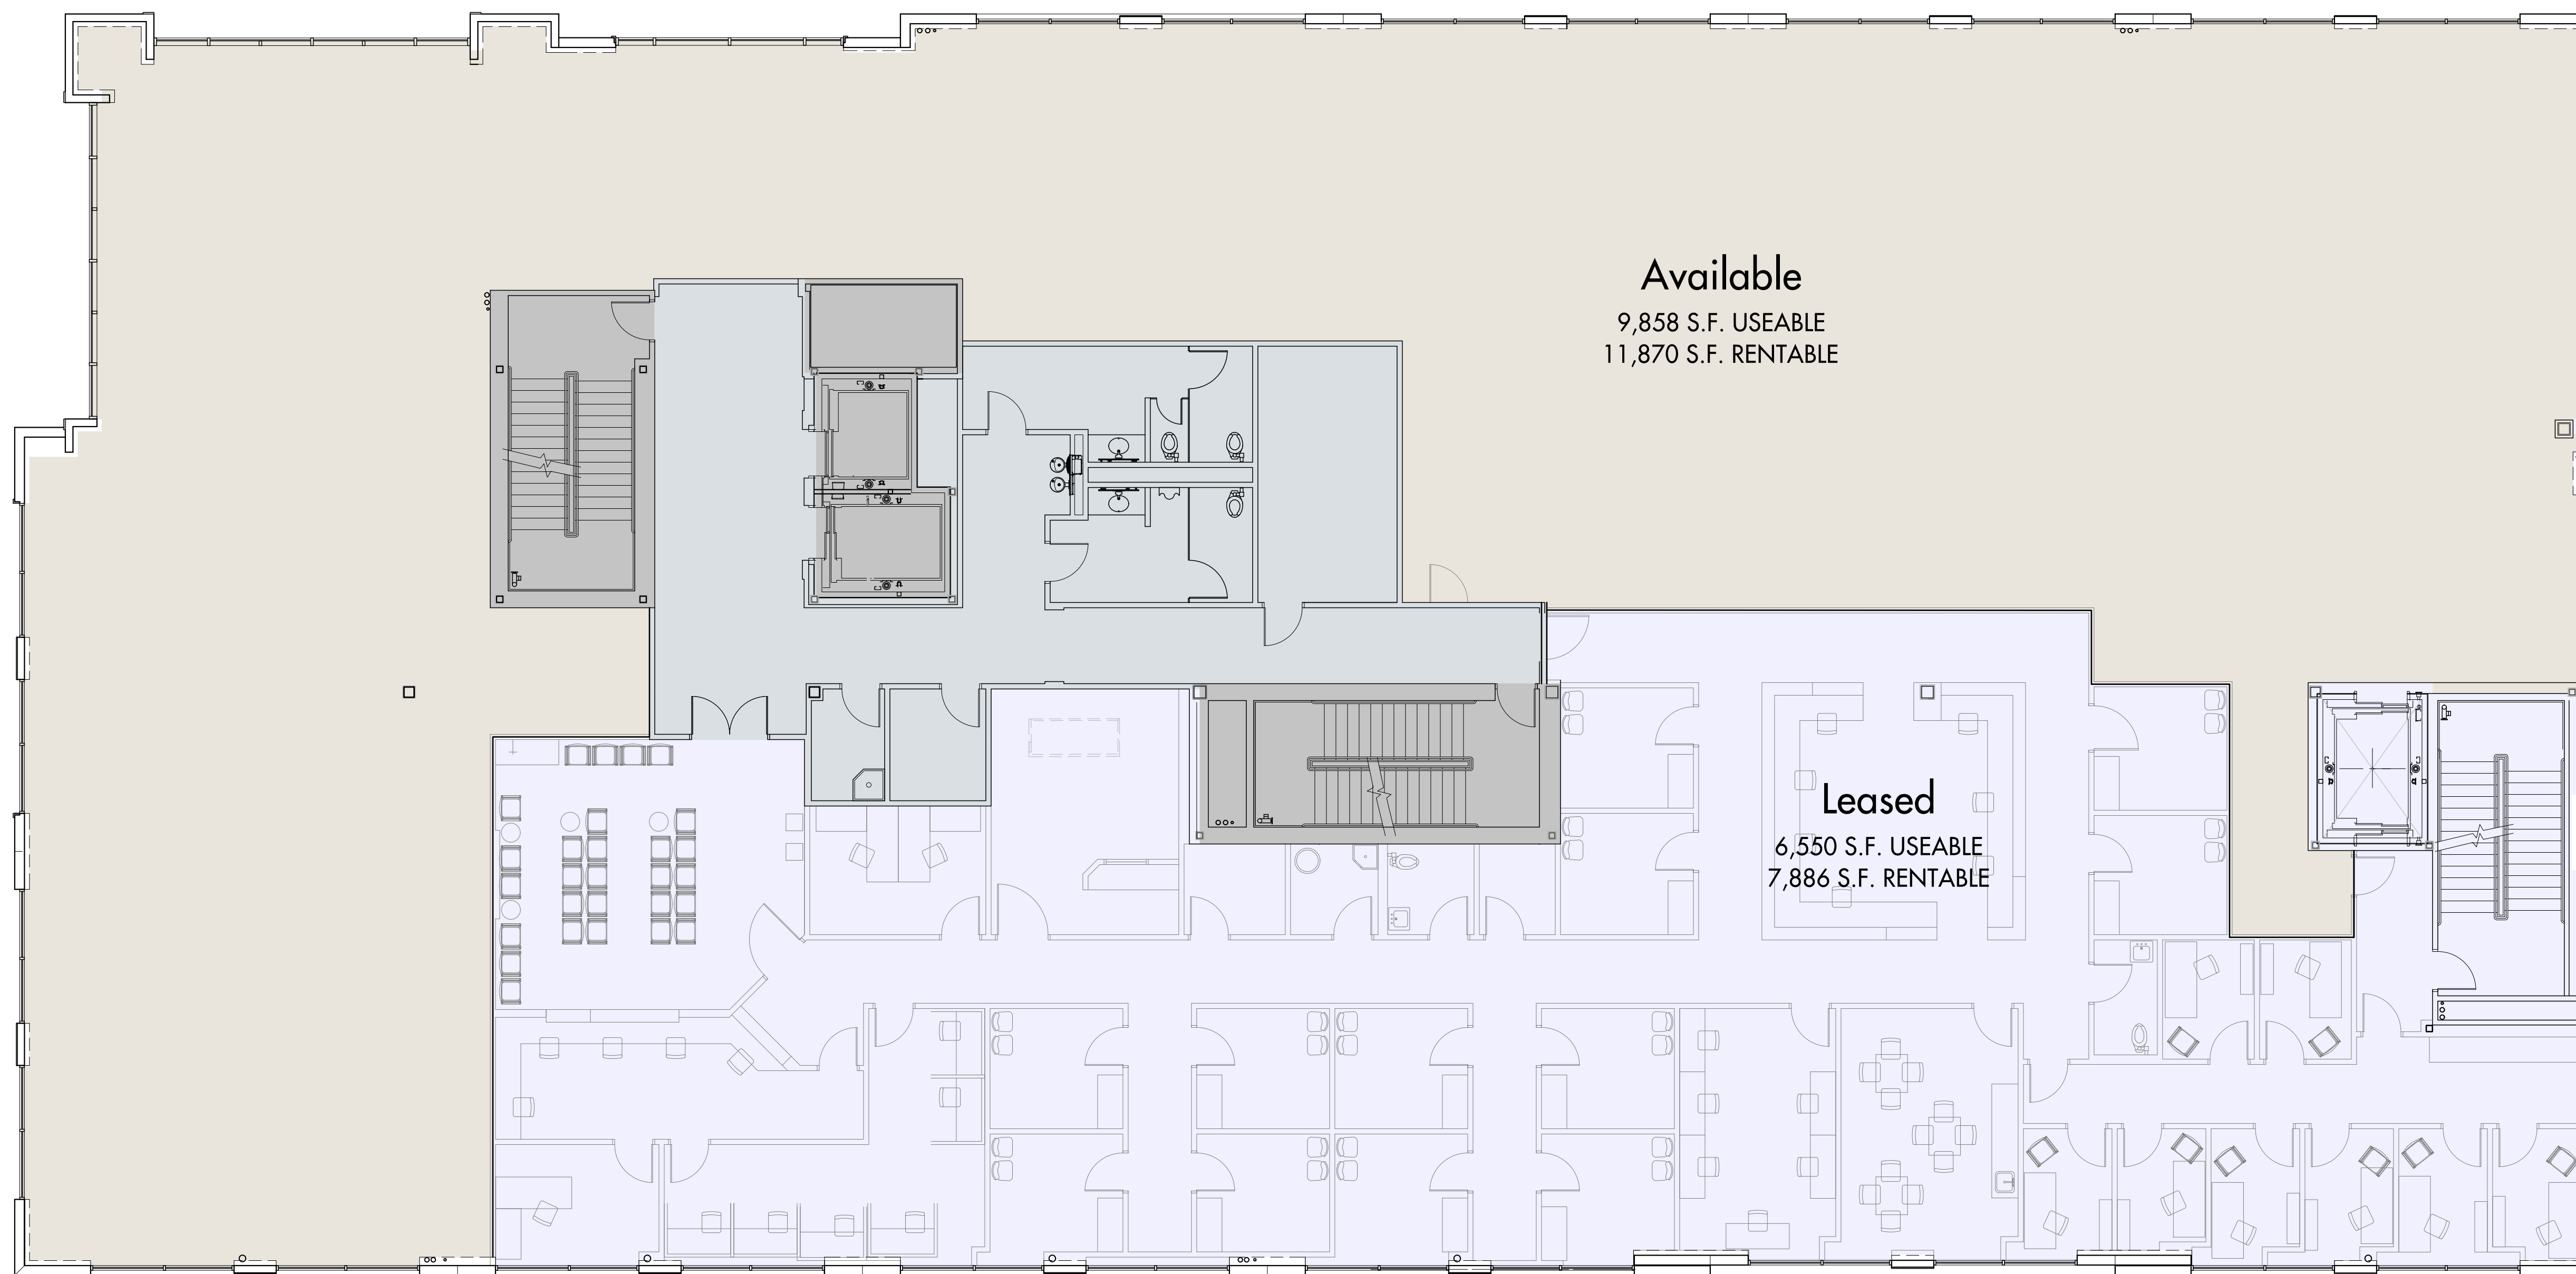 Available
9,858 S.F. USEABLE
11,870 S.F. RENTABLE
Leased
6,550 S.F. USEABLE
7,886 S.F. RENTABLE